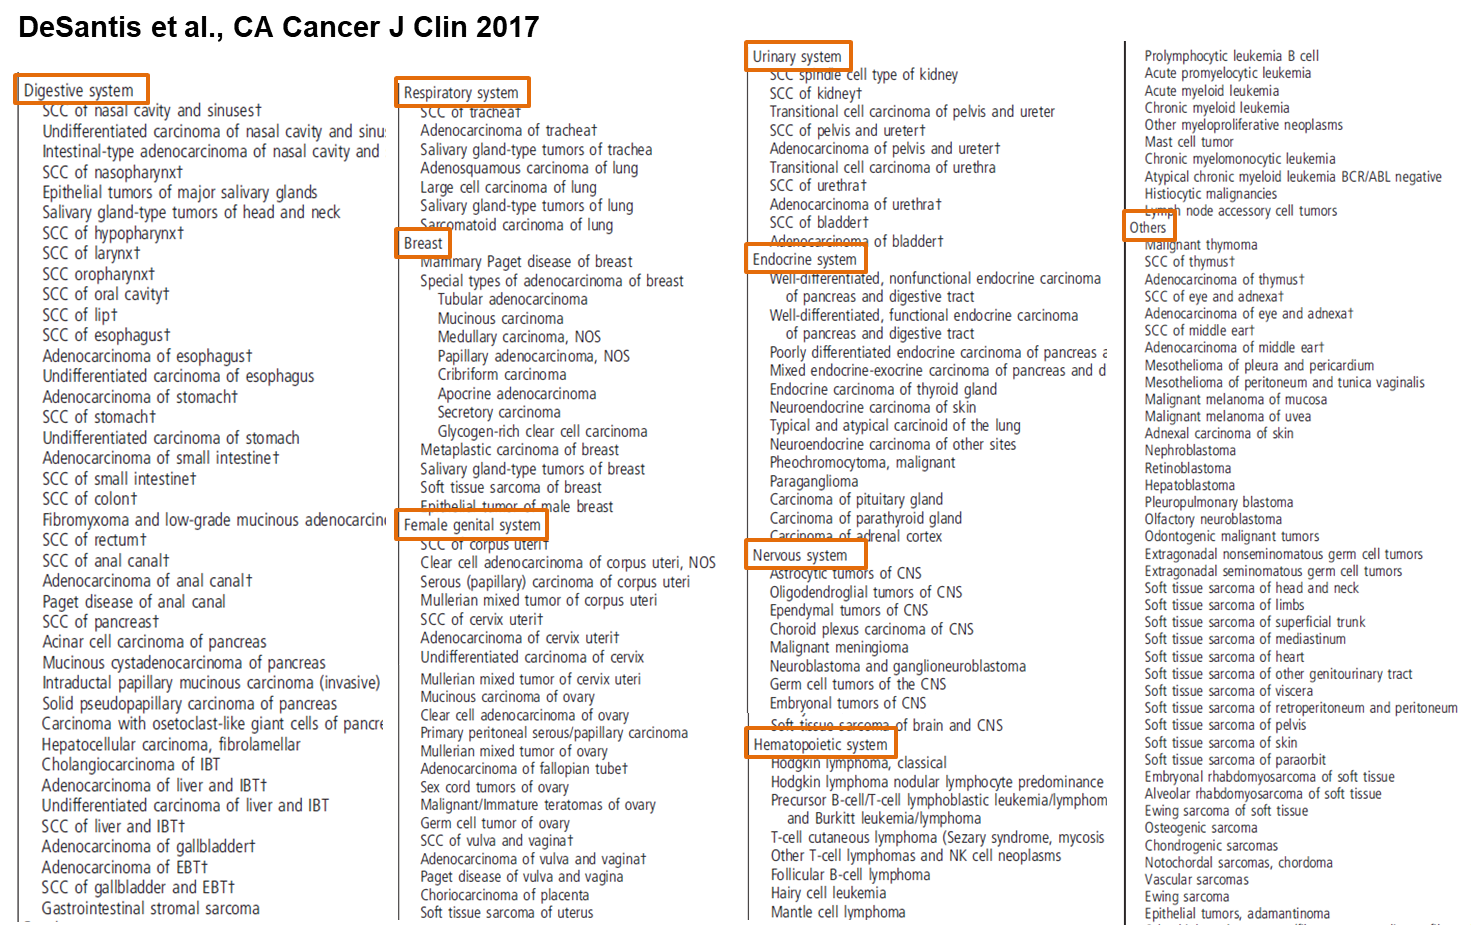 DeSantis et al., CA Cancer J Clin 2017
Digestive system
SCC of nasal cavity and sinuses†
Undifferentiated carcinoma of nasal cavity and sinu
Intestinal-type adenocarcinoma of nasal cavity and
SCC of nasopharynx†
Epithelial tumors of major salivary glands
Salivary gland-type tumors of head and neck
SCC of hypopharynx†
SCC of larynx†
SCC oropharynx†
SCC of oral cavity†
SCC of lip†
SCC of esophagus†
Adenocarcinoma of esophagus†
Undifferentiated carcinoma of esophagus
Adenocarcinoma of stomach†
SCC of stomach†
Undifferentiated carcinoma of stomach
Adenocarcinoma of small intestine†
SCC of small intestine†
SCC of colon†
Fibromyxoma and low-grade mucinous adenocarcin
SCC of rectum†
SCC of anal canal†
Adenocarcinoma of anal canal†
Paget disease of anal canal
SCC of pancreas†
Acinar cell carcinoma of pancreas
Mucinous cystadenocarcinoma of pancreas
Intraductal papillary mucinous carcinoma (invasive)
Solid pseudopapillary carcinoma of pancreas
Carcinoma with osetoclast-like giant cells of pancre
Hepatocellular carcinoma, fibrolamellar
Cholangiocarcinoma of IBT
Adenocarcinoma of liver and IBT†
Undifferentiated carcinoma of liver and IBT
SCC of liver and IBT†
Adenocarcinoma of gallbladder†
Adenocarcinoma of EBT†
SCC of gallbladder and EBT†
Gastrointestinal stromal sarcoma
Respiratory system
SCC of trachea†
Adenocarcinoma of trachea†
Salivary gland-type tumors of trachea
Adenosquamous carcinoma of lung
Large cell carcinoma of lung
Salivary gland-type tumors of lung
Sarcomatoid carcinoma of lung
Breast
Mammary Paget disease of breast
Special types of adenocarcinoma of breast
Tubular adenocarcinoma
Mucinous carcinoma
Medullary carcinoma, NOS
Papillary adenocarcinoma, NOS
Cribriform carcinoma
Apocrine adenocarcinoma
Secretory carcinoma
Glycogen-rich clear cell carcinoma
Metaplastic carcinoma of breast
Salivary gland-type tumors of breast
Soft tissue sarcoma of breast
Epithelial tumor of male breast
Female genital system
SCC of corpus uteri†
Clear cell adenocarcinoma of corpus uteri, NOS
Serous (papillary) carcinoma of corpus uteri
Mullerian mixed tumor of corpus uteri
SCC of cervix uteri†
Adenocarcinoma of cervix uteri†
Undifferentiated carcinoma of cervix
Mullerian mixed tumor of cervix uteri
Mucinous carcinoma of ovary
Clear cell adenocarcinoma of ovary
Primary peritoneal serous/papillary carcinoma
Mullerian mixed tumor of ovary
Adenocarcinoma of fallopian tube†
Sex cord tumors of ovary
Malignant/Immature teratomas of ovary
Germ cell tumor of ovary
SCC of vulva and vagina†
Adenocarcinoma of vulva and vagina†
Paget disease of vulva and vagina
Choriocarcinoma of placenta
Soft tissue sarcoma of uterus
Urinary system
SCC spindle cell type of kidney
SCC of kidney†
Transitional cell carcinoma of pelvis and ureter
SCC of pelvis and ureter†
Adenocarcinoma of pelvis and ureter†
Transitional cell carcinoma of urethra
SCC of urethra†
Adenocarcinoma of urethra†
SCC of bladder†
Adenocarcinoma of bladder†
Endocrine system
Well-differentiated, nonfunctional endocrine carcinoma
of pancreas and digestive tract
Well-differentiated, functional endocrine carcinoma
of pancreas and digestive tract
Poorly differentiated endocrine carcinoma of pancreas a
Mixed endocrine-exocrine carcinoma of pancreas and d
Endocrine carcinoma of thyroid gland
Neuroendocrine carcinoma of skin
Typical and atypical carcinoid of the lung
Neuroendocrine carcinoma of other sites
Pheochromocytoma, malignant
Paraganglioma
Carcinoma of pituitary gland
Carcinoma of parathyroid gland
Carcinoma of adrenal cortex
Nervous system
Astrocytic tumors of CNS
Oligodendroglial tumors of CNS
Ependymal tumors of CNS
Choroid plexus carcinoma of CNS
Malignant meningioma
Neuroblastoma and ganglioneuroblastoma
Germ cell tumors of the CNS
Embryonal tumors of CNS
Soft tissue sarcoma of brain and CNS
Hematopoietic system
Hodgkin lymphoma, classical
Hodgkin lymphoma nodular lymphocyte predominance
Precursor B-cell/T-cell lymphoblastic leukemia/lymphom
and Burkitt leukemia/lymphoma
T-cell cutaneous lymphoma (Sezary syndrome, mycosis
Other T-cell lymphomas and NK cell neoplasms
Follicular B-cell lymphoma
Hairy cell leukemia
Mantle cell lymphoma
Prolymphocytic leukemia B cell
Acute promyelocytic leukemia
Acute myeloid leukemia
Chronic myeloid leukemia
Other myeloproliferative neoplasms
Mast cell tumor
Chronic myelomonocytic leukemia
Atypical chronic myeloid leukemia BCR/ABL negative
Histiocytic malignancies
Lymph node accessory cell tumors
Others
Malignant thymoma
SCC of thymus†
Adenocarcinoma of thymus†
SCC of eye and adnexa†
Adenocarcinoma of eye and adnexa†
SCC of middle ear†
Adenocarcinoma of middle ear†
Mesothelioma of pleura and pericardium
Mesothelioma of peritoneum and tunica vaginalis
Malignant melanoma of mucosa
Malignant melanoma of uvea
Adnexal carcinoma of skin
Nephroblastoma
Retinoblastoma
Hepatoblastoma
Pleuropulmonary blastoma
Olfactory neuroblastoma
Odontogenic malignant tumors
Extragonadal nonseminomatous germ cell tumors
Extragonadal seminomatous germ cell tumors
Soft tissue sarcoma of head and neck
Soft tissue sarcoma of limbs
Soft tissue sarcoma of superficial trunk
Soft tissue sarcoma of mediastinum
Soft tissue sarcoma of heart
Soft tissue sarcoma of other genitourinary tract
Soft tissue sarcoma of viscera
Soft tissue sarcoma of retroperitoneum and peritoneum
Soft tissue sarcoma of pelvis
Soft tissue sarcoma of skin
Soft tissue sarcoma of paraorbit
Embryonal rhabdomyosarcoma of soft tissue
Alveolar rhabdomyosarcoma of soft tissue
Ewing sarcoma of soft tissue
Osteogenic sarcoma
Chondrogenic sarcomas
Notochordal sarcomas, chordoma
Vascular sarcomas
Ewing sarcoma
Epithelial tumors, adamantinoma